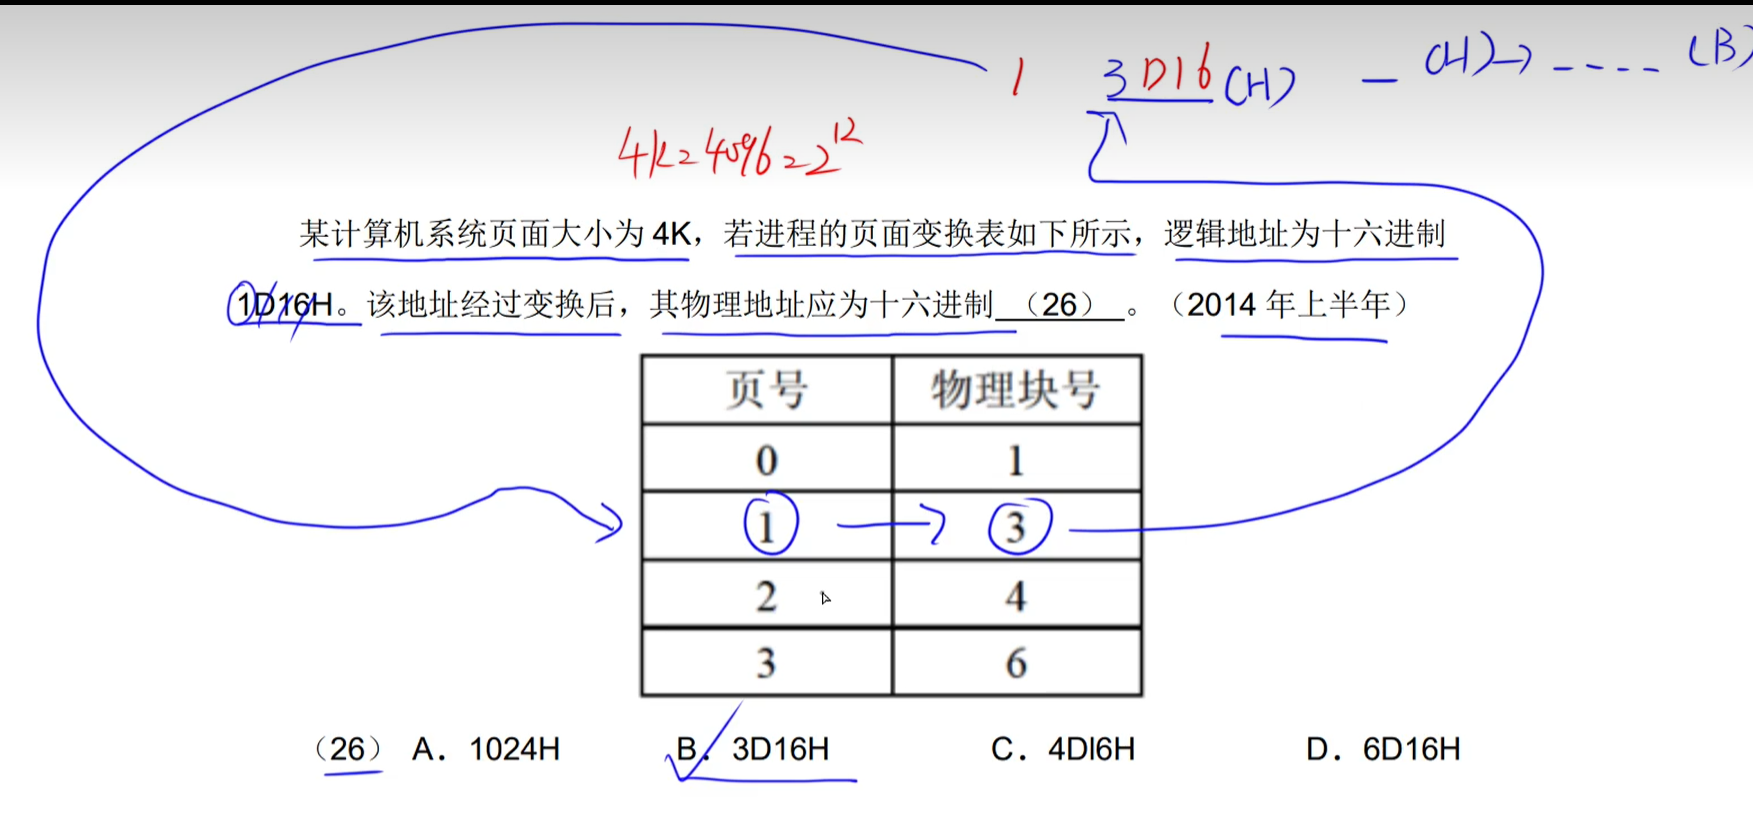 1 3D16(H) — (H)→ ---- (B)
4K=4096=2^12
某计算机系统页面大小为 4K，若进程的页面变换表如下所示，逻辑地址为十六进制
1D16H。该地址经过变换后，其物理地址应为十六进制（26）。（2014 年上半年）
页号 物理块号
0 1
1 3
2 4
3 6
（26）A. 1024H B. 3D16H C. 4DI6H D. 6D16H